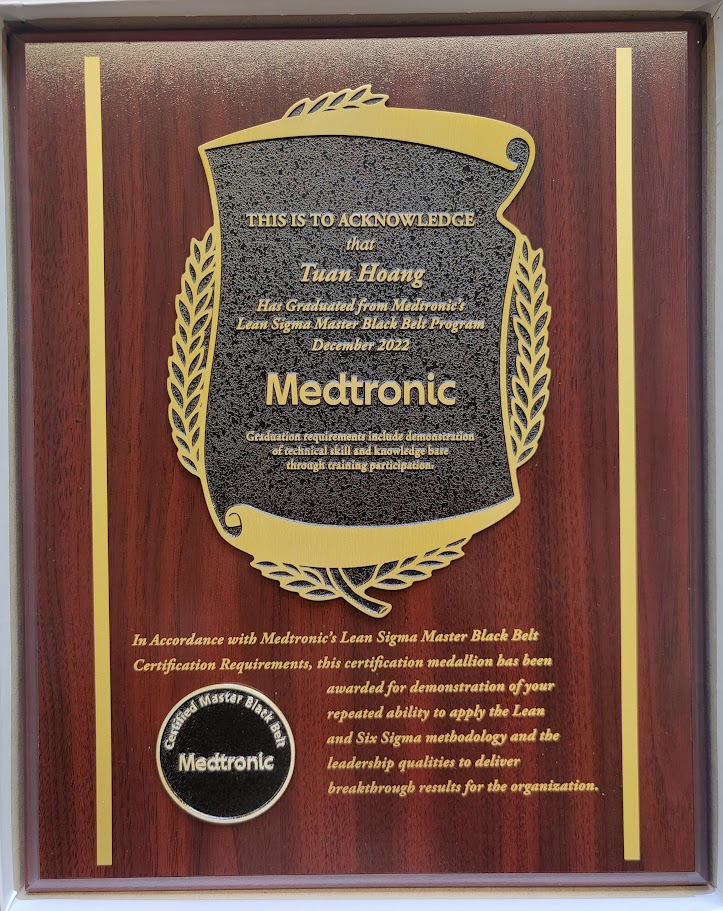 THIS IS TO ACKNOWLEDGE
that
Tuan Hoang
Has Graduated from Medtronic's
Lean Sigma Master Black Belt Program
December 2022
Medtronic
Graduation requirements include demonstration
of technical skill and knowledge base
through training participation.
In Accordance with Medtronic's Lean Sigma Master Black Belt
Certification Requirements, this certification medallion has been
awarded for demonstration of your
repeated ability to apply the Lean
and Six Sigma methodology and the
leadership qualities to deliver
breakthrough results for the organization.
Certified Master Black Belt
Medtronic